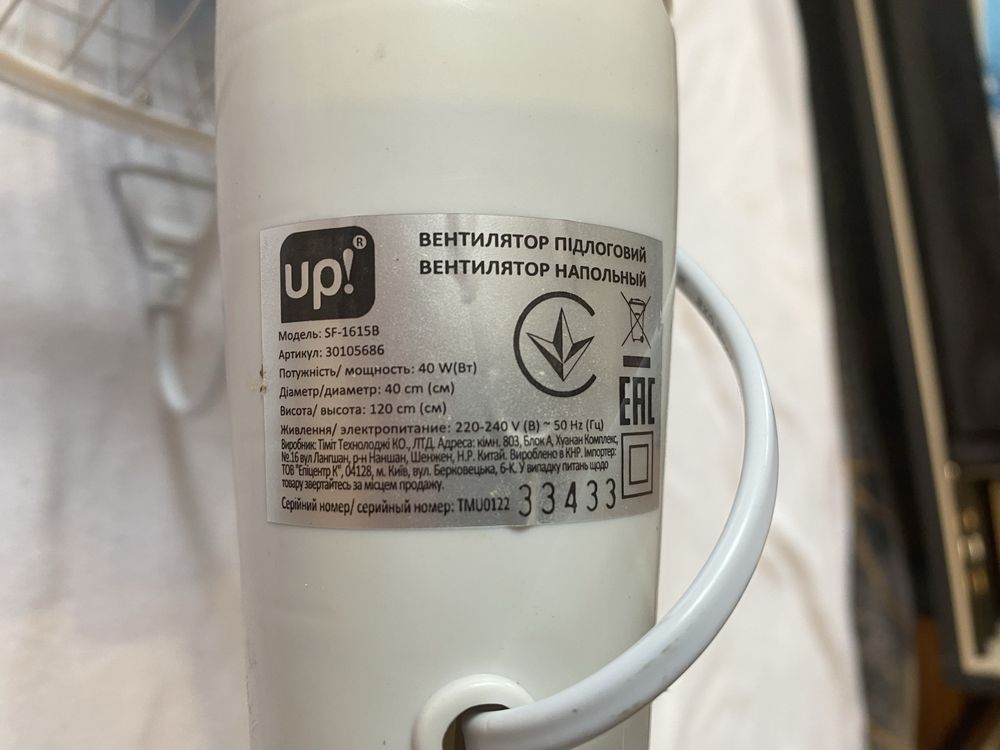 up!®
ВЕНТИЛЯТОР ПІДЛОГОВИЙ
ВЕНТИЛЯТОР НАПОЛЬНЫЙ
Модель: SF-1615B
Артикул: 30105686
Потужність/ мощность: 40 W(Вт)
Діаметр/диаметр: 40 cm (см)
Висота/ высота: 120 cm (см)
Живлення/ электропитание: 220-240 V (В) ~ 50 Hz (Гц)
EAC
Виробник: Тіміт Технолоджі КО., ЛТД. Адреса: кімн. 803, Блок А, Хуанан Комплекс,
№.16 вул Лангшан, р-н Наншан, Шенжен, Н.Р. Китай. Вироблено в КНР. Імпортер:
ТОВ "Епіцентр К", 04128, м. Київ, вул. Берковецька, 6-К. У випадку питань щодо
товару звертайтесь за місцем продажу.
Серійний номер/ серийный номер: TMU0122 33433